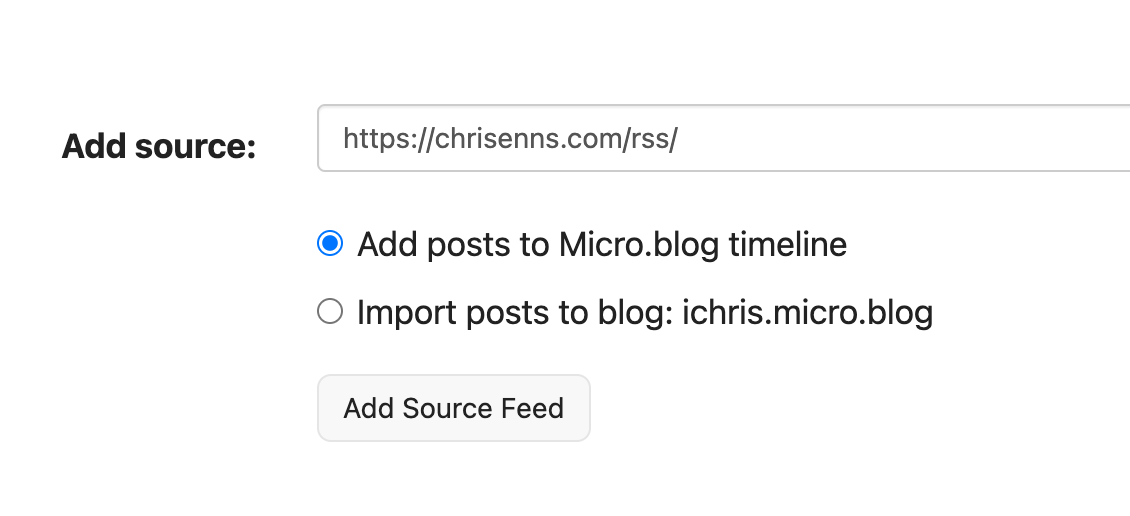 Add source: https://chrisenns.com/rss/
Add posts to Micro.blog timeline
Import posts to blog: ichris.micro.blog
Add Source Feed